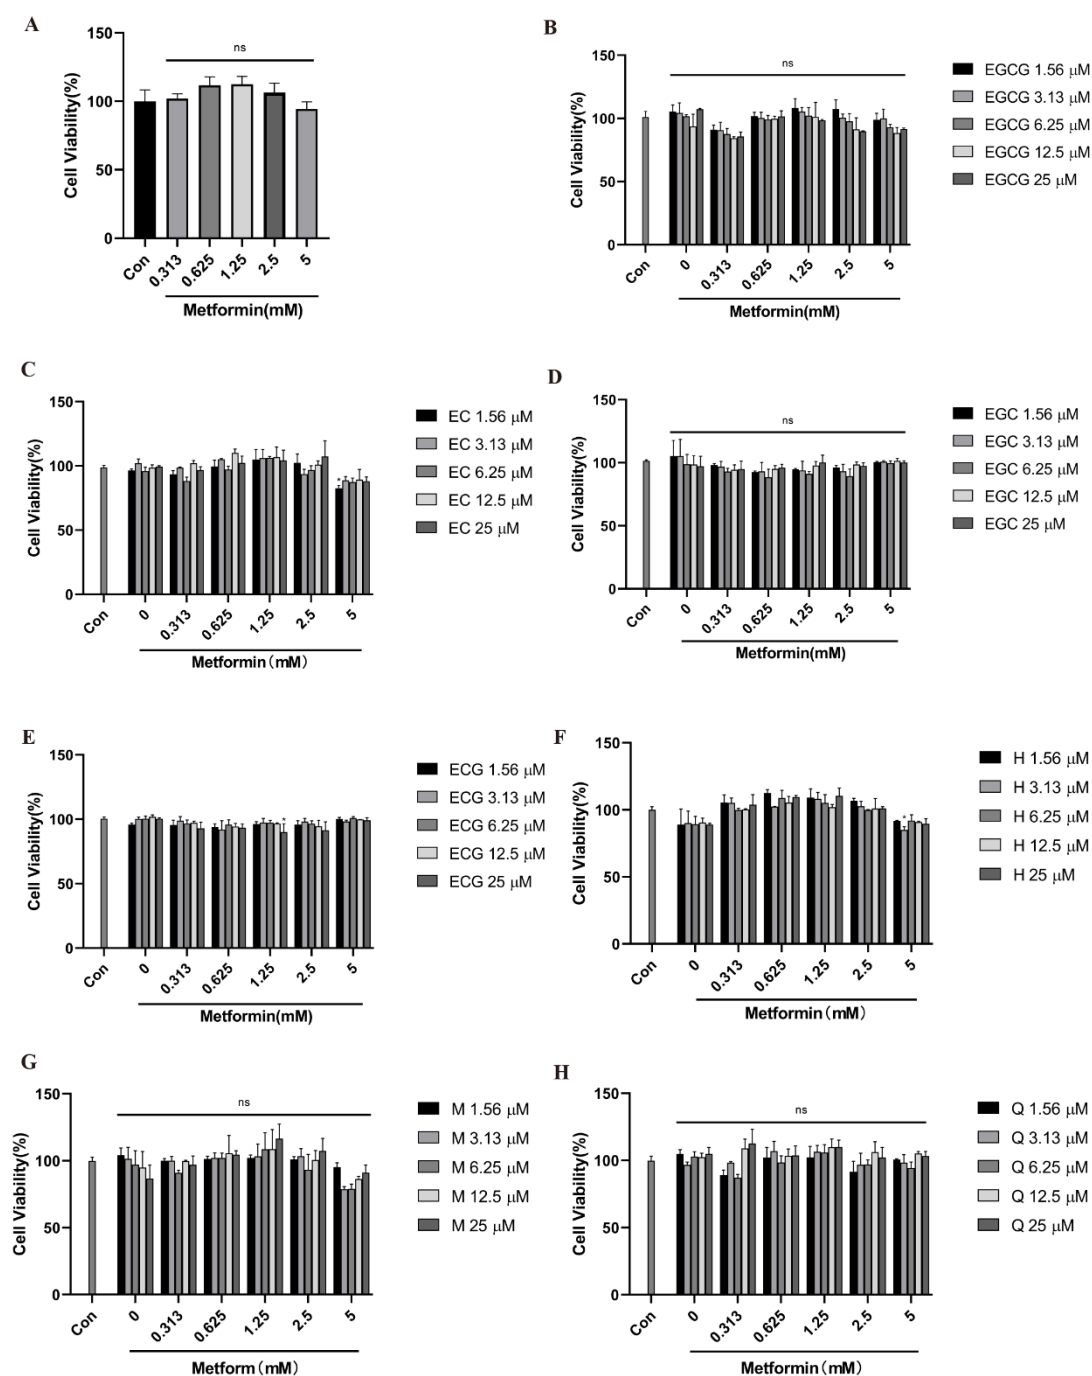 A
Cell Viability(%)
150
100
50
0
ns
Con
0.313
0.625
1.25
2.5
5
Metformin(mM)
B
Cell Viability(%)
150
100
50
0
ns
Con
0
0.313
0.625
1.25
2.5
5
Metformin(mM)
EGCG 1.56 μM
EGCG 3.13 μM
EGCG 6.25 μM
EGCG 12.5 μM
EGCG 25 μM
C
Cell Viability(%)
150
100
50
0
*
Con
0
0.313
0.625
1.25
2.5
5
Metformin (mM)
EC 1.56 μM
EC 3.13 μM
EC 6.25 μM
EC 12.5 μM
EC 25 μM
D
Cell Viability(%)
150
100
50
0
ns
Con
0
0.313
0.625
1.25
2.5
5
Metformin(mM)
EGC 1.56 μM
EGC 3.13 μM
EGC 6.25 μM
EGC 12.5 μM
EGC 25 μM
E
Cell Viability(%)
150
100
50
0
*
Con
0
0.313
0.625
1.25
2.5
5
Metformin(mM)
ECG 1.56 μM
ECG 3.13 μM
ECG 6.25 μM
ECG 12.5 μM
ECG 25 μM
F
Cell Viability(%)
150
100
50
0
*
Con
0
0.313
0.625
1.25
2.5
5
Metformin (mM)
H 1.56 μM
H 3.13 μM
H 6.25 μM
H 12.5 μM
H 25 μM
G
Cell Viability(%)
150
100
50
0
ns
Con
0
0.313
0.625
1.25
2.5
5
Metform (mM)
M 1.56 μM
M 3.13 μM
M 6.25 μM
M 12.5 μM
M 25 μM
H
Cell Viability(%)
150
100
50
0
ns
Con
0
0.313
0.625
1.25
2.5
5
Metformin (mM)
Q 1.56 μM
Q 3.13 μM
Q 6.25 μM
Q 12.5 μM
Q 25 μM